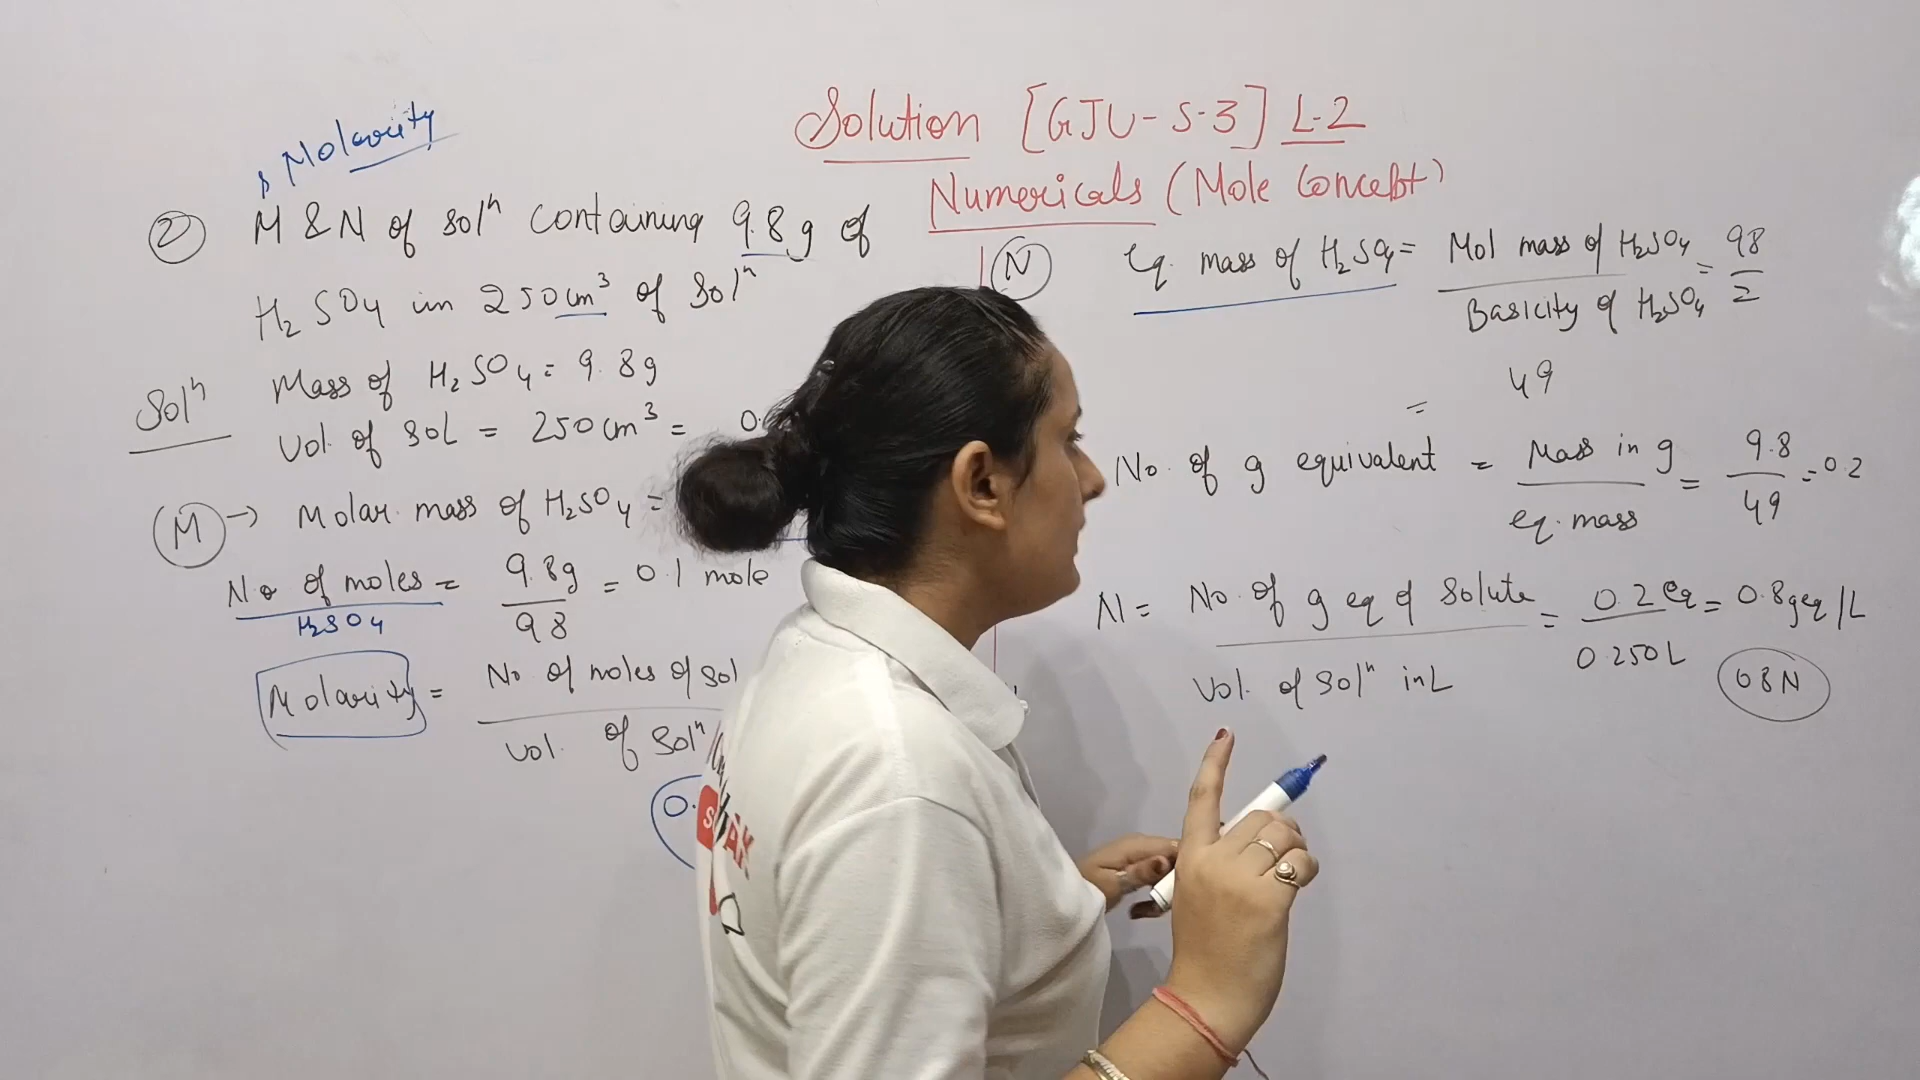 Solution [GJU-S-3] L-2
Numericals (Mole Concept)
Molarity
② M & N of solⁿ containing 9.8 g of
H₂SO₄ in 250 cm³ of Solⁿ
Solⁿ Mass of H₂SO₄ = 9.8g
Vol. of sol = 250 cm³ = 0.
(M) → Molar mass of H₂SO₄ =
No of moles = 9.8g / 98 = 0.1 mole
H₂SO₄
Molarity = No. of moles of Sol
Vol. of Solⁿ
0.
(N) eq. mass of H₂SO₄ = Mol mass of H₂SO₄ / Basicity of H₂SO₄ = 98 / 2
= 49
No. of g equivalent = Mass in g / eq. mass = 9.8 / 49 = 0.2
N = No. of g eq of Solute / Vol. of Solⁿ in L = 0.2 eq / 0.250L = 0.8 geq/L
08N